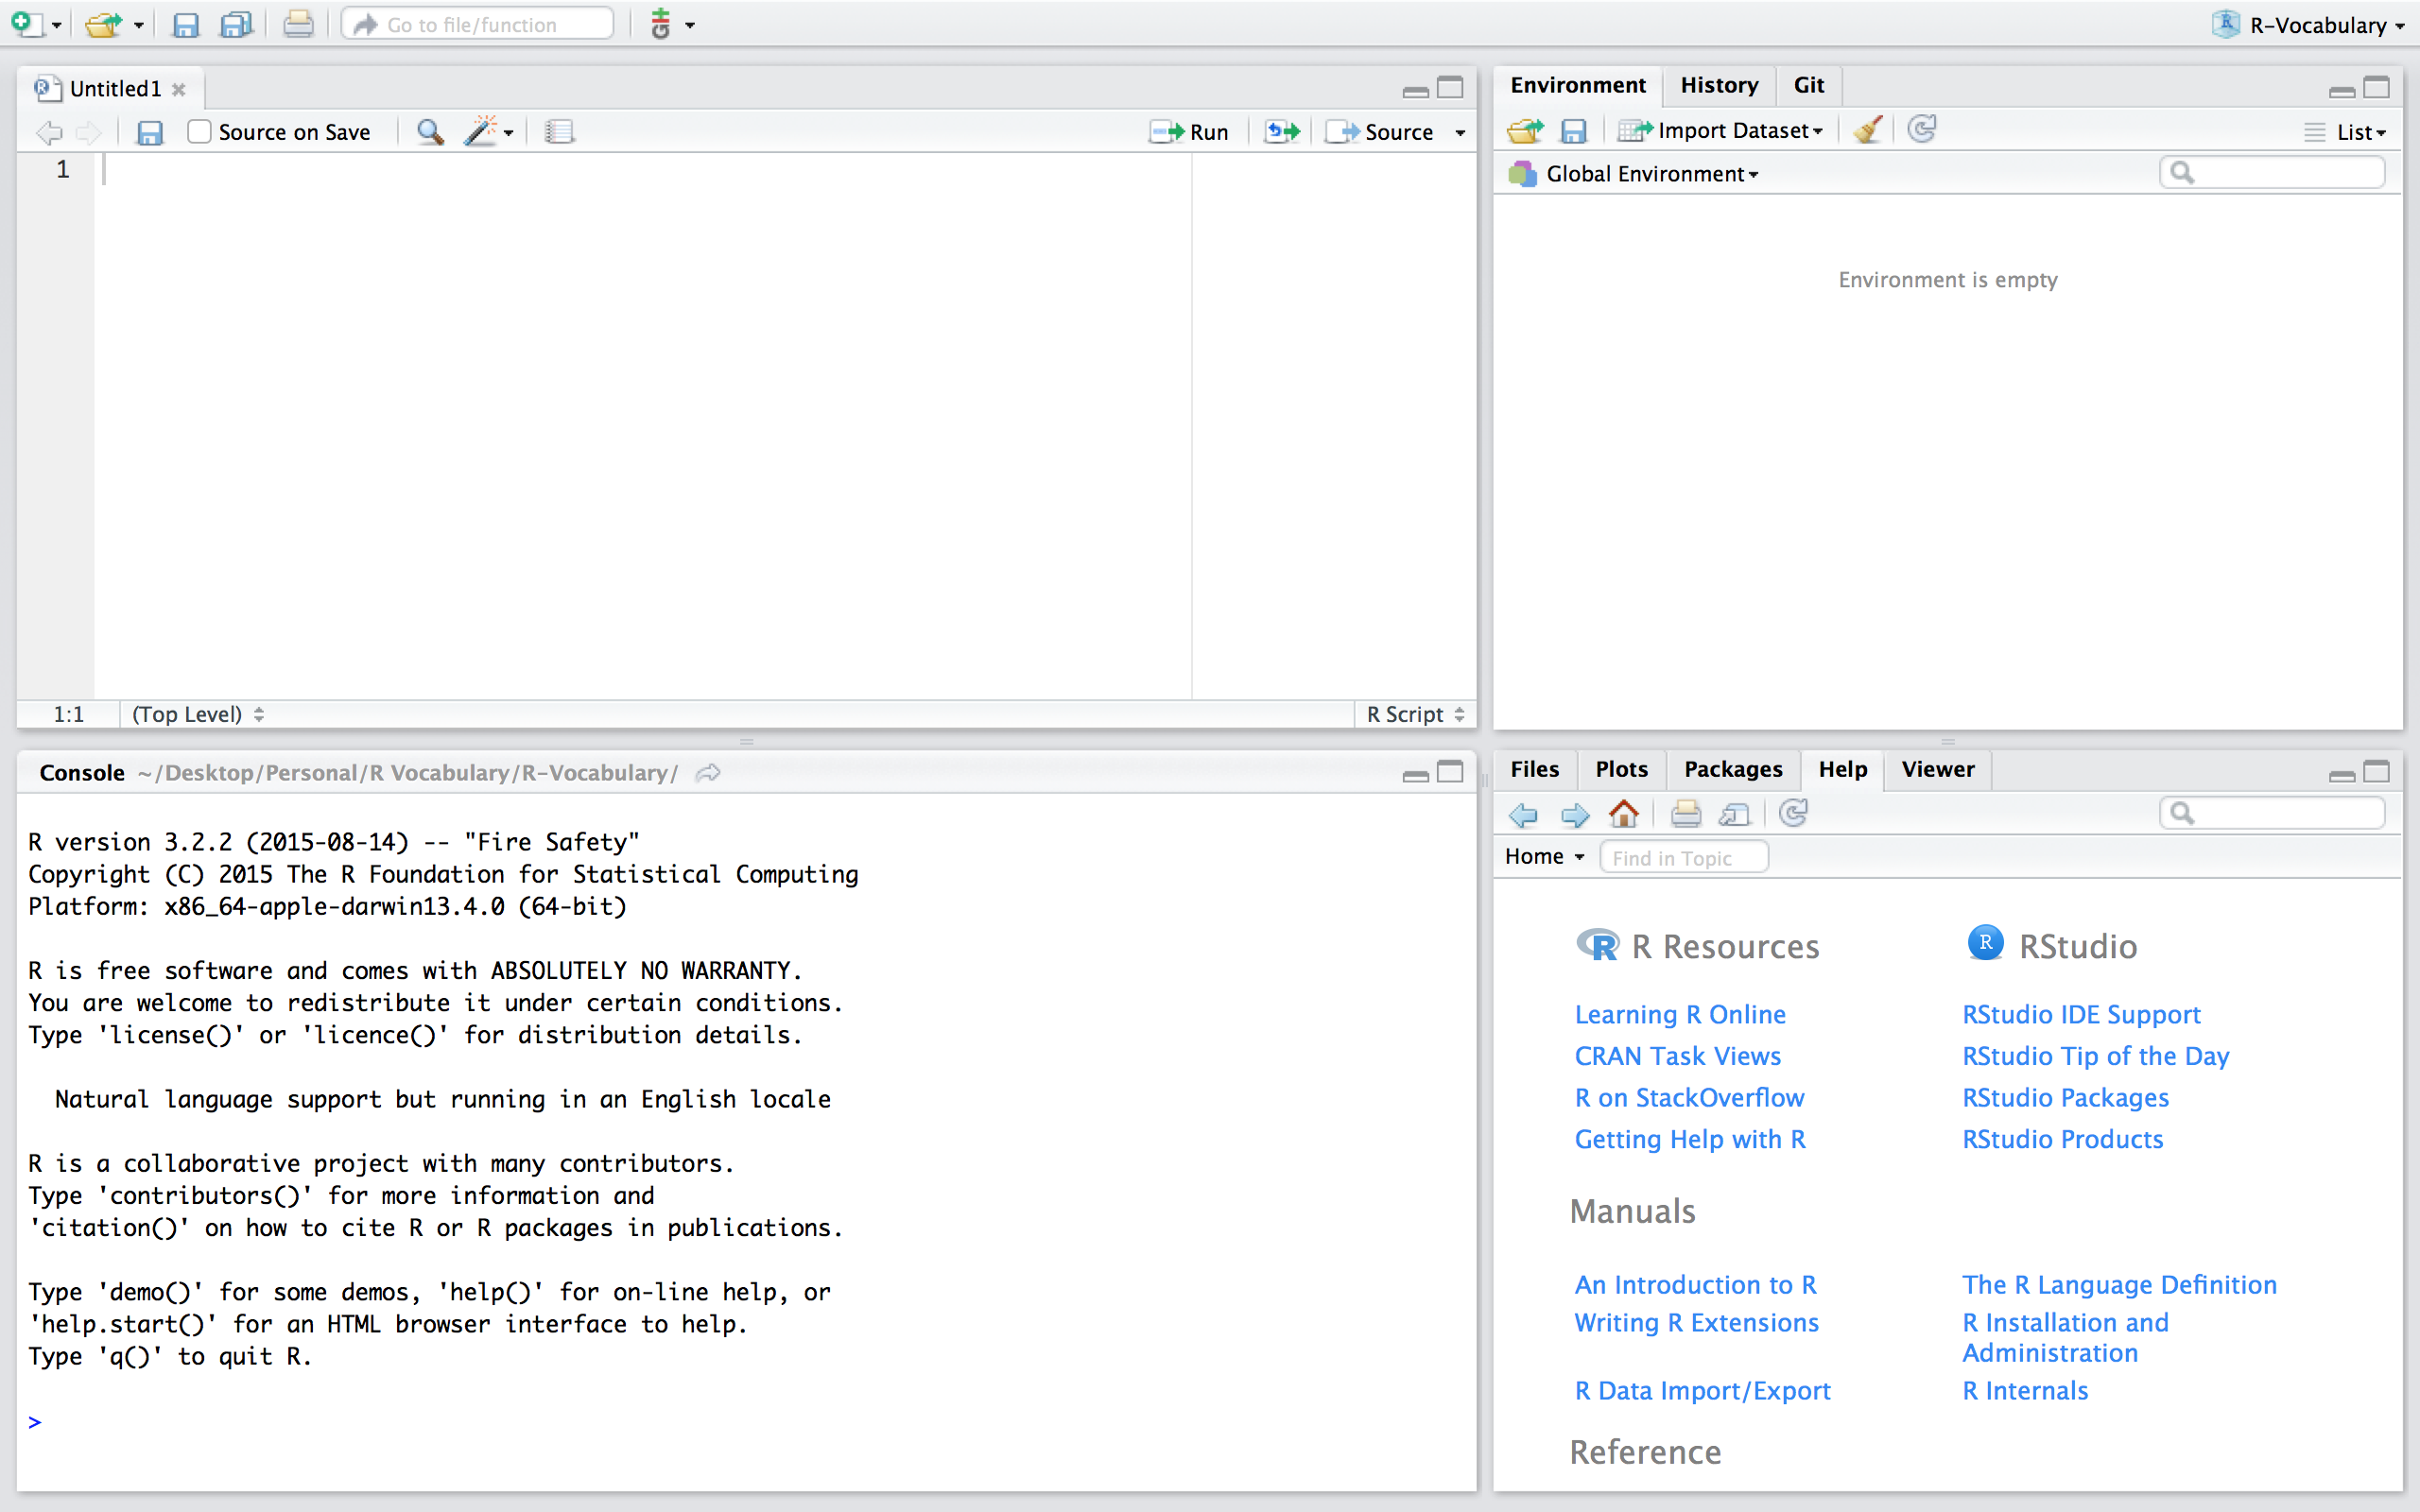 Go to file/function
R-Vocabulary
Untitled1
Source on Save
Run
Source
1
1:1
(Top Level)
R Script
Environment
History
Git
Import Dataset
List
Global Environment
Environment is empty
Console ~/Desktop/Personal/R Vocabulary/R-Vocabulary/
R version 3.2.2 (2015-08-14) -- "Fire Safety"
Copyright (C) 2015 The R Foundation for Statistical Computing
Platform: x86_64-apple-darwin13.4.0 (64-bit)
R is free software and comes with ABSOLUTELY NO WARRANTY.
You are welcome to redistribute it under certain conditions.
Type 'license()' or 'licence()' for distribution details.
Natural language support but running in an English locale
R is a collaborative project with many contributors.
Type 'contributors()' for more information and
'citation()' on how to cite R or R packages in publications.
Type 'demo()' for some demos, 'help()' for on-line help, or
'help.start()' for an HTML browser interface to help.
Type 'q()' to quit R.
>
Files
Plots
Packages
Help
Viewer
Home
Find in Topic
R Resources
Learning R Online
CRAN Task Views
R on StackOverflow
Getting Help with R
RStudio
RStudio IDE Support
RStudio Tip of the Day
RStudio Packages
RStudio Products
Manuals
An Introduction to R
Writing R Extensions
R Data Import/Export
The R Language Definition
R Installation and
Administration
R Internals
Reference